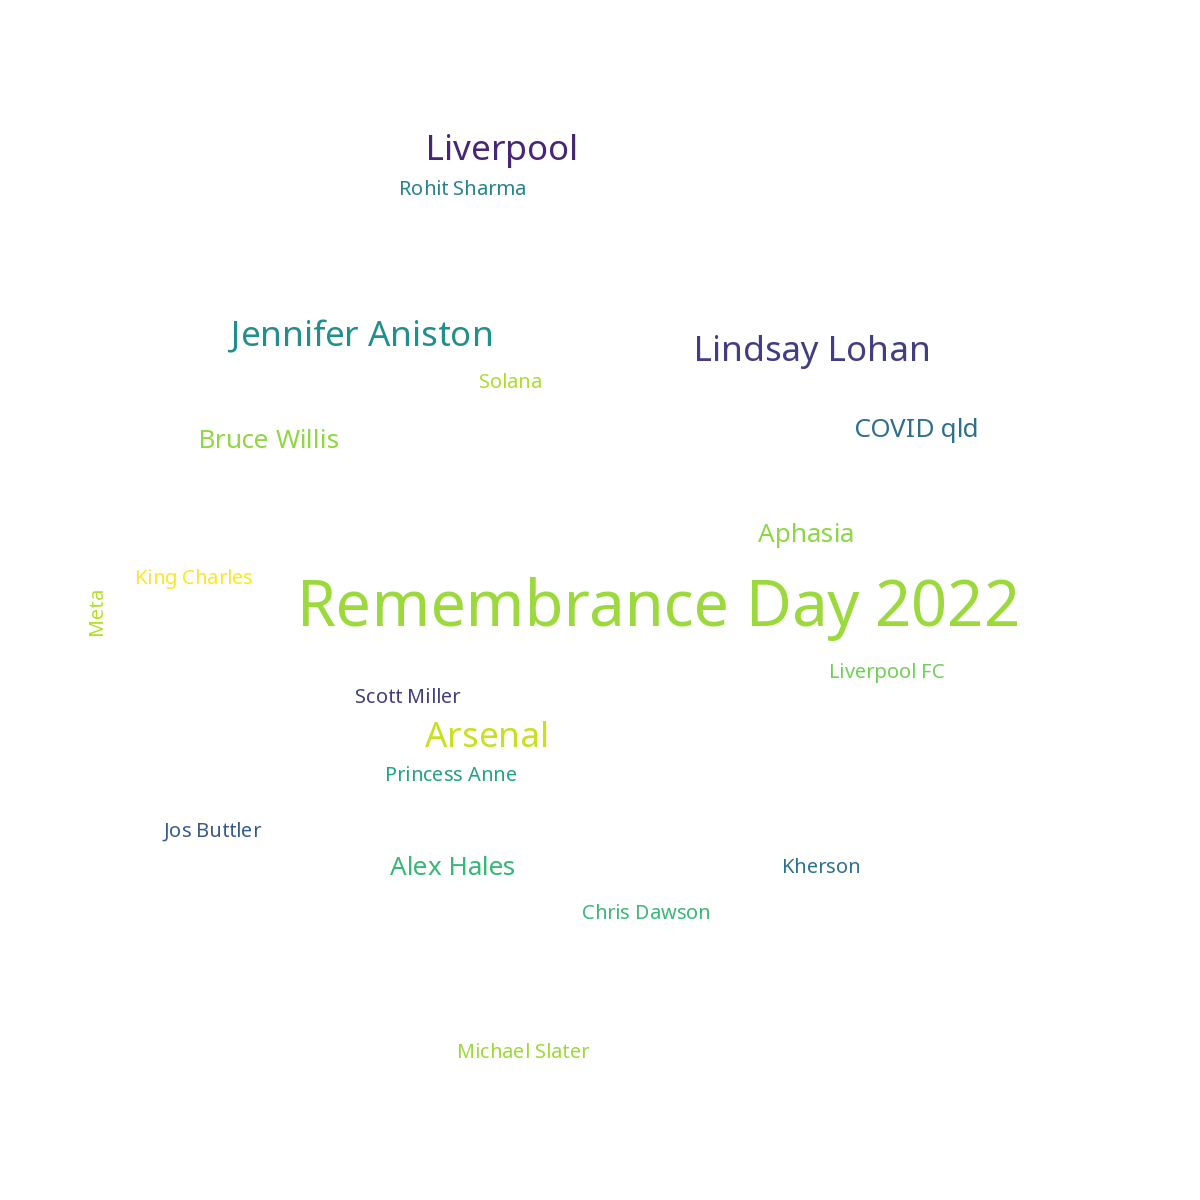 Liverpool
Rohit Sharma
Jennifer Aniston
Lindsay Lohan
Solana
COVID qld
Bruce Willis
Aphasia
King Charles
Meta
Remembrance Day 2022
Liverpool FC
Scott Miller
Arsenal
Princess Anne
Jos Buttler
Alex Hales
Kherson
Chris Dawson
Michael Slater